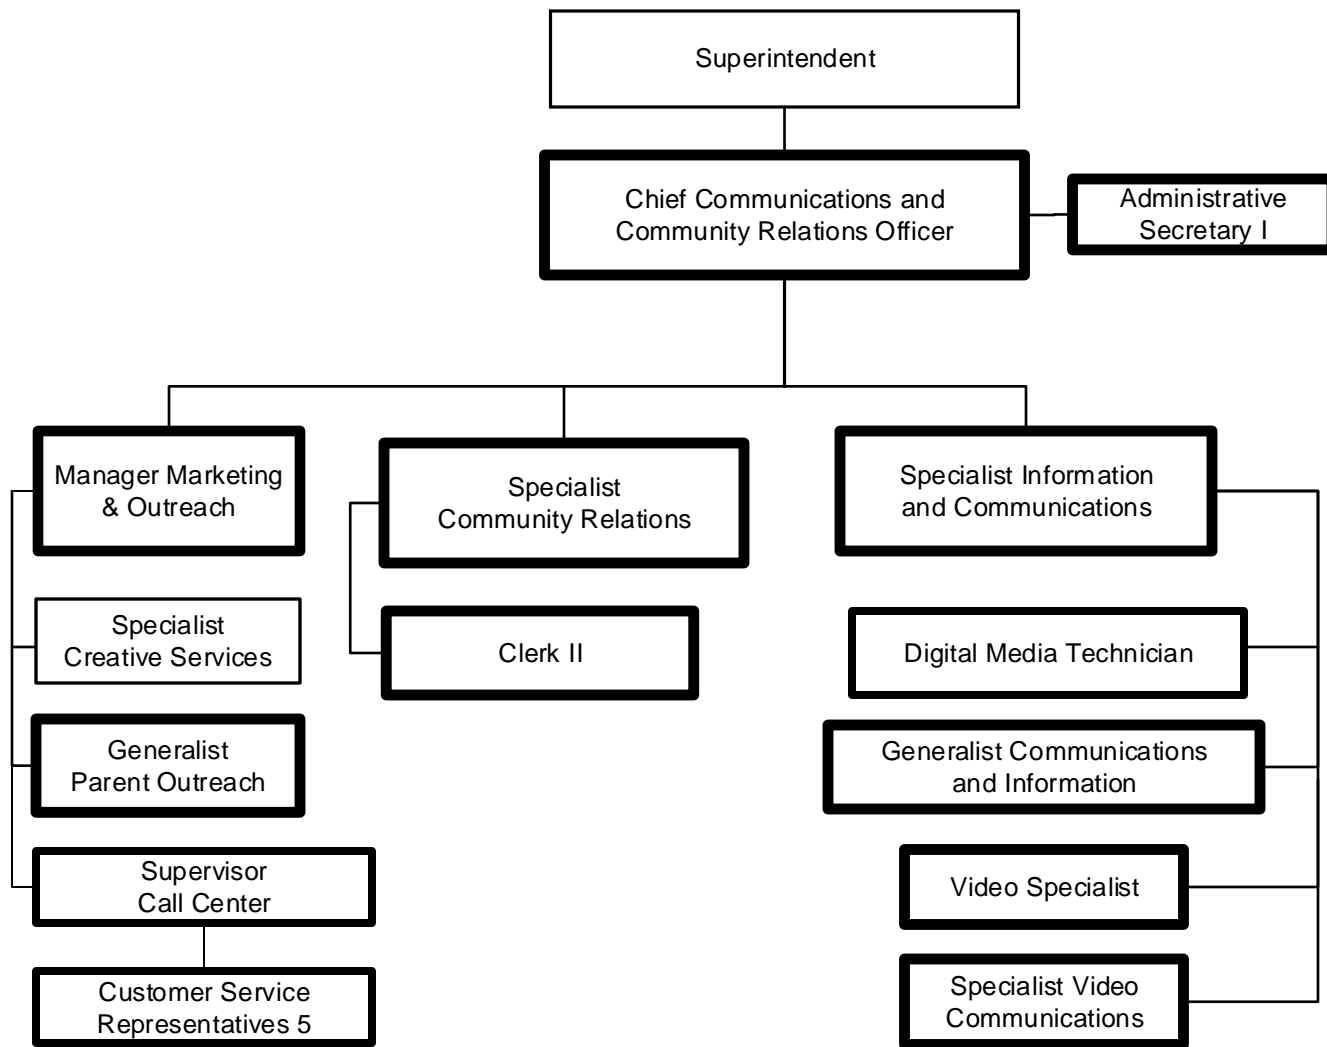 Superintendent
Chief Communications and
Community Relations Officer
Administrative
Secretary I
Manager Marketing
& Outreach
Specialist
Community Relations
Specialist Information
and Communications
Specialist
Creative Services
Clerk II
Digital Media Technician
Generalist
Parent Outreach
Generalist Communications
and Information
Supervisor
Call Center
Video Specialist
Customer Service
Representatives 5
Specialist Video
Communications